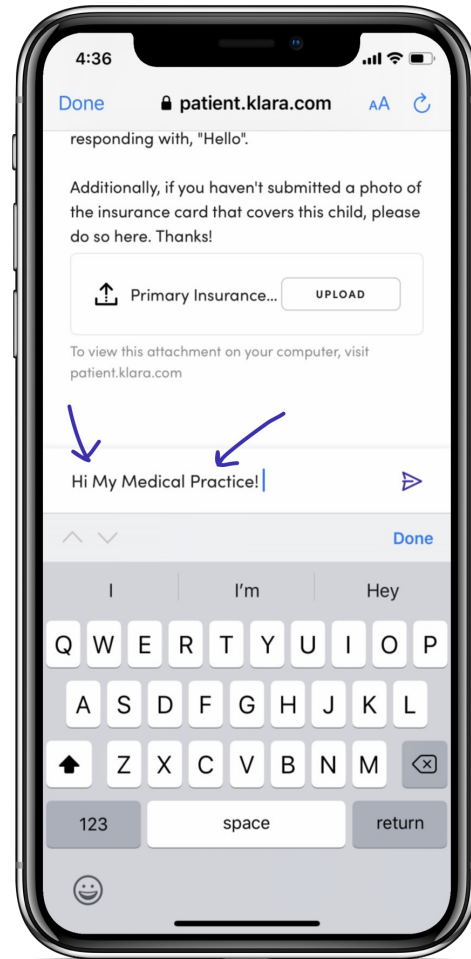 4:36
Done patient.klara.com AA
responding with, "Hello".
Additionally, if you haven't submitted a photo of
the insurance card that covers this child, please
do so here. Thanks!
Primary Insurance... UPLOAD
To view this attachment on your computer, visit
patient.klara.com
Hi My Medical Practice!
Done
I I'm Hey
Q W E R T Y U I O P
A S D F G H J K L
Z X C V B N M
123 space return